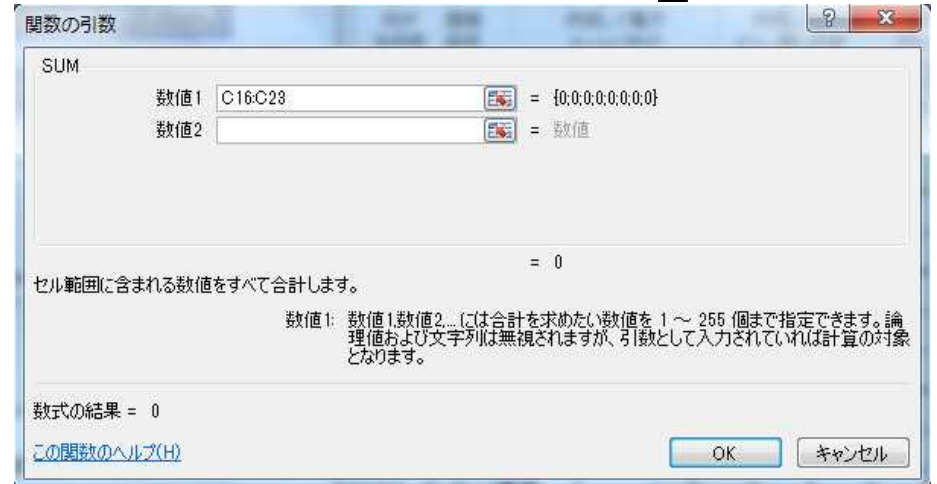 関数の引数
SUM
数値1 C16:C23 = {0;0;0;0;0;0;0;0}
数値2 = 数値
= 0
セル範囲に含まれる数値をすべて合計します。
数値1: 数値1,数値2,... には合計を求めたい数値を 1 ～ 255 個まで指定できます。論
理値および文字列は無視されますが、引数として入力されていれば計算の対象
となります。
数式の結果 = 0
この関数のヘルプ(H)
OK キャンセル